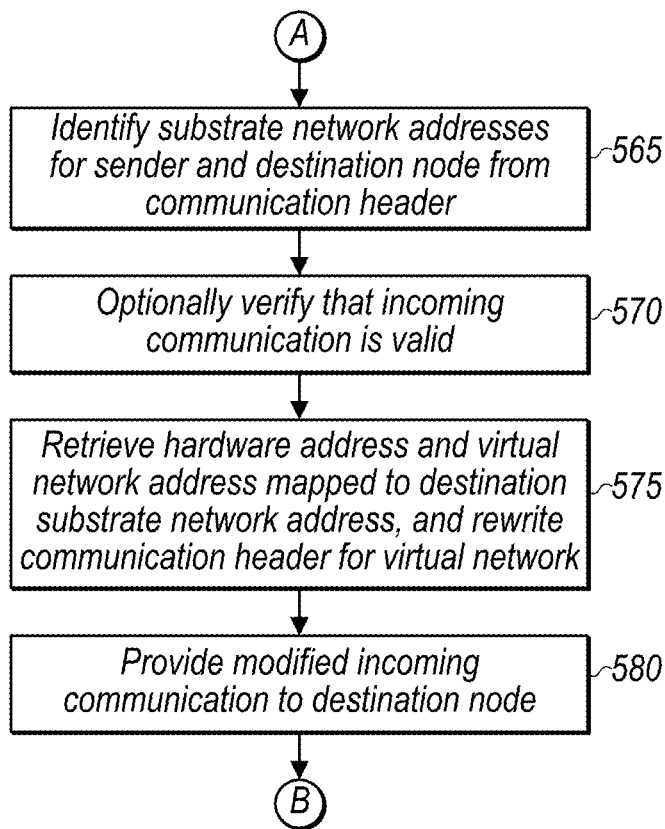 A
Identify substrate network addresses
for sender and destination node from
communication header
565
Optionally verify that incoming
communication is valid
570
Retrieve hardware address and virtual
network address mapped to destination
substrate network address, and rewrite
communication header for virtual network
575
Provide modified incoming
communication to destination node
580
B